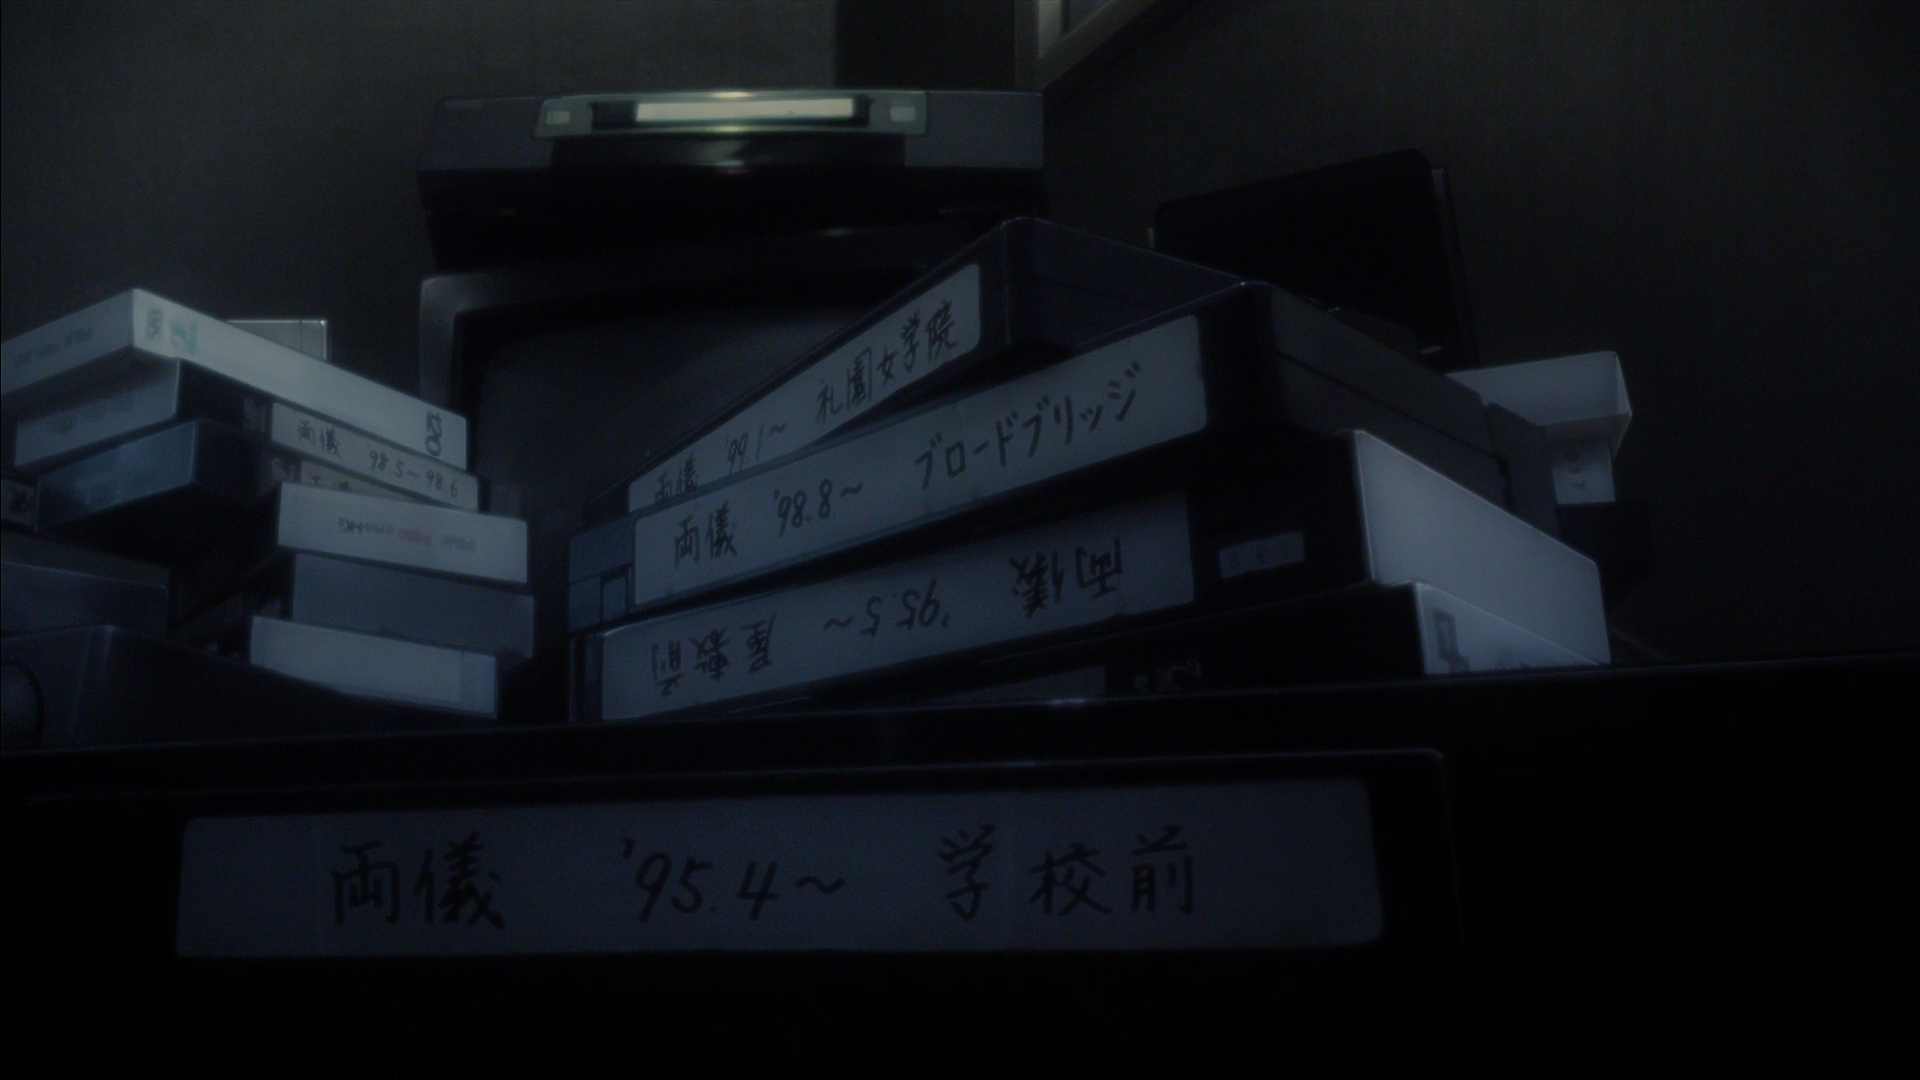 両儀 '99.1～ 礼園女学院
両儀 '98.8～ ブロードブリッジ
両儀 '98.5～98.6
両儀 '95.5～ 屋敷前
両儀 '95.4～ 学校前